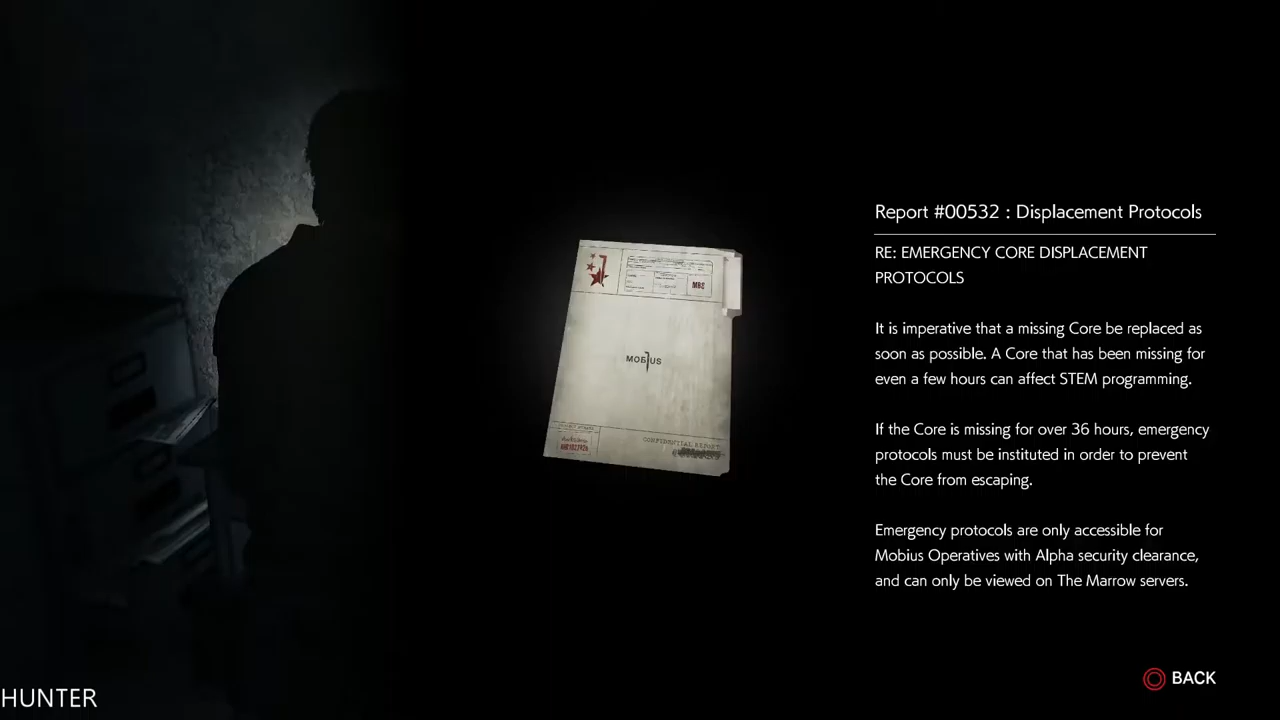 Report #00532 : Displacement Protocols
RE: EMERGENCY CORE DISPLACEMENT
PROTOCOLS
It is imperative that a missing Core be replaced as
soon as possible. A Core that has been missing for
even a few hours can affect STEM programming.
If the Core is missing for over 36 hours, emergency
protocols must be instituted in order to prevent
the Core from escaping.
Emergency protocols are only accessible for
Mobius Operatives with Alpha security clearance,
and can only be viewed on The Marrow servers.
MOBIUS
CONFIDENTIAL REPORT
BACK
HUNTER